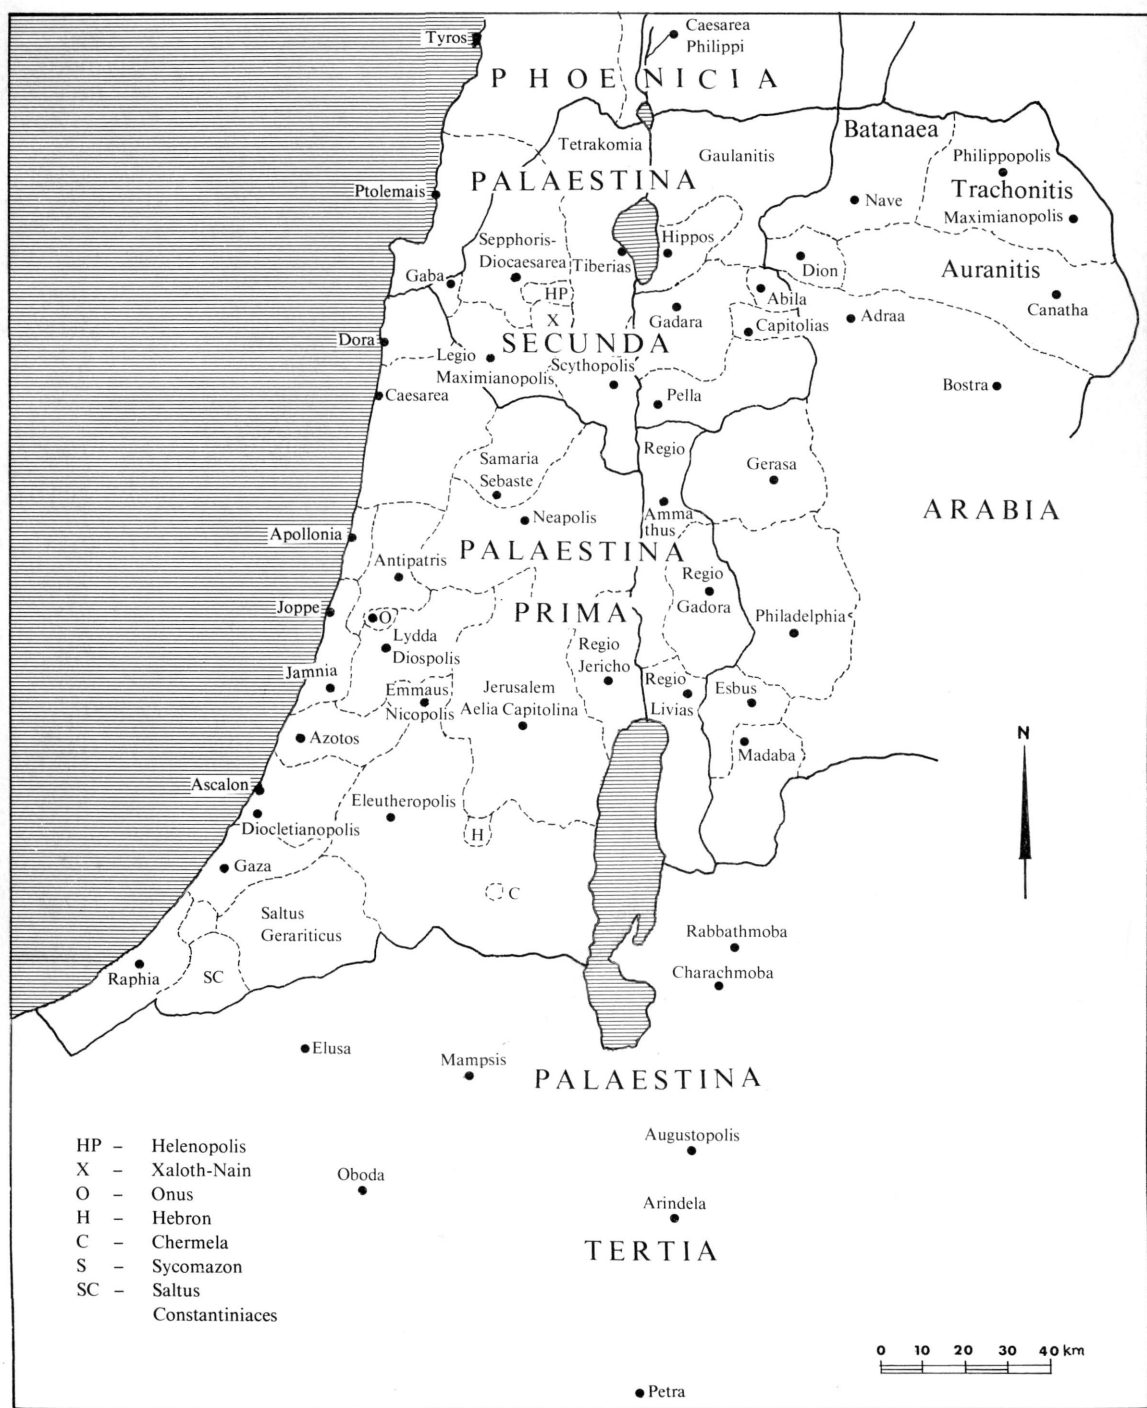 Tyros
Caesarea
Philippi
PHOENICIA
Tetrakomia
Gaulanitis
Batanaea
Philippopolis
Trachonitis
Maximianopolis
PALAESTINA
Ptolemais
Nave
Sepphoris-
Diocaesarea
Tiberias
Hippos
Dion
Auranitis
Gaba
HP
Abila
Canatha
X
Gadara
Capitolias
Adraa
Dora
SECUNDA
Legio
Maximianopolis
Scythopolis
Caesarea
Pella
Bostra
Samaria
Sebaste
Regio
Amma
thus
Gerasa
ARABIA
Neapolis
Apollonia
PALAESTINA
Antipatris
Regio
Gadora
Joppe
O
PRIMA
Philadelphia
Lydda
Diospolis
Regio
Jericho
Jamnia
Emmaus
Nicopolis
Jerusalem
Aelia Capitolina
Regio
Livias
Esbus
Azotos
Madaba
N
Ascalon
Eleutheropolis
Diocletianopolis
H
Gaza
C
Saltus
Gerariticus
Rabbathmoba
Raphia
SC
Charachmoba
Elusa
Mampsis
PALAESTINA
Augustopolis
Oboda
Arindela
TERTIA
HP – Helenopolis
X – Xaloth-Nain
O – Onus
H – Hebron
C – Chermela
S – Sycomazon
SC – Saltus
Constantiniaces
0 10 20 30 40 km
Petra